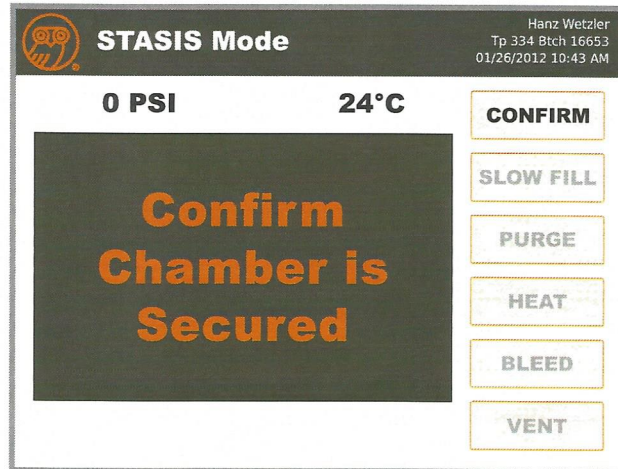 STASIS Mode
Hanz Wetzler
Tp 334 Btch 16653
01/26/2012 10:43 AM
0 PSI
24°C
Confirm
Chamber is
Secured
CONFIRM
SLOW FILL
PURGE
HEAT
BLEED
VENT